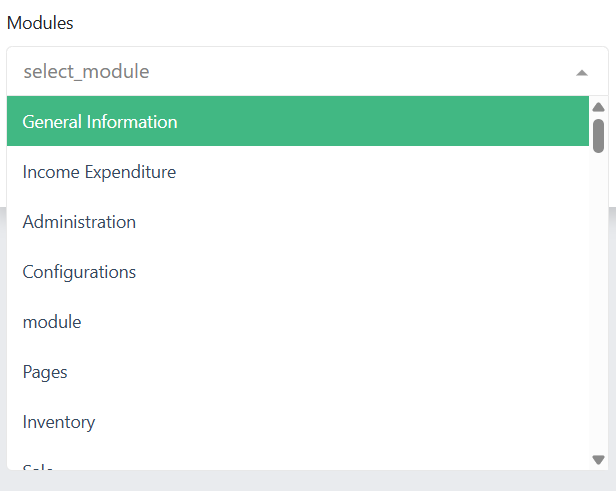 Modules
select_module
General Information
Income Expenditure
Administration
Configurations
module
Pages
Inventory